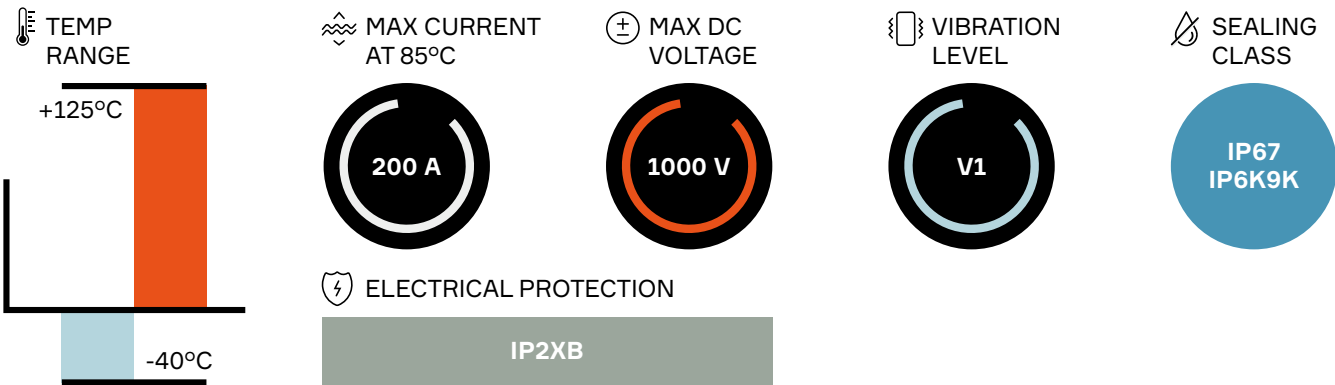 TEMP
RANGE
+125°C
-40°C
MAX CURRENT
AT 85°C
200 A
MAX DC
VOLTAGE
1000 V
VIBRATION
LEVEL
V1
SEALING
CLASS
IP67
IP6K9K
ELECTRICAL PROTECTION
IP2XB